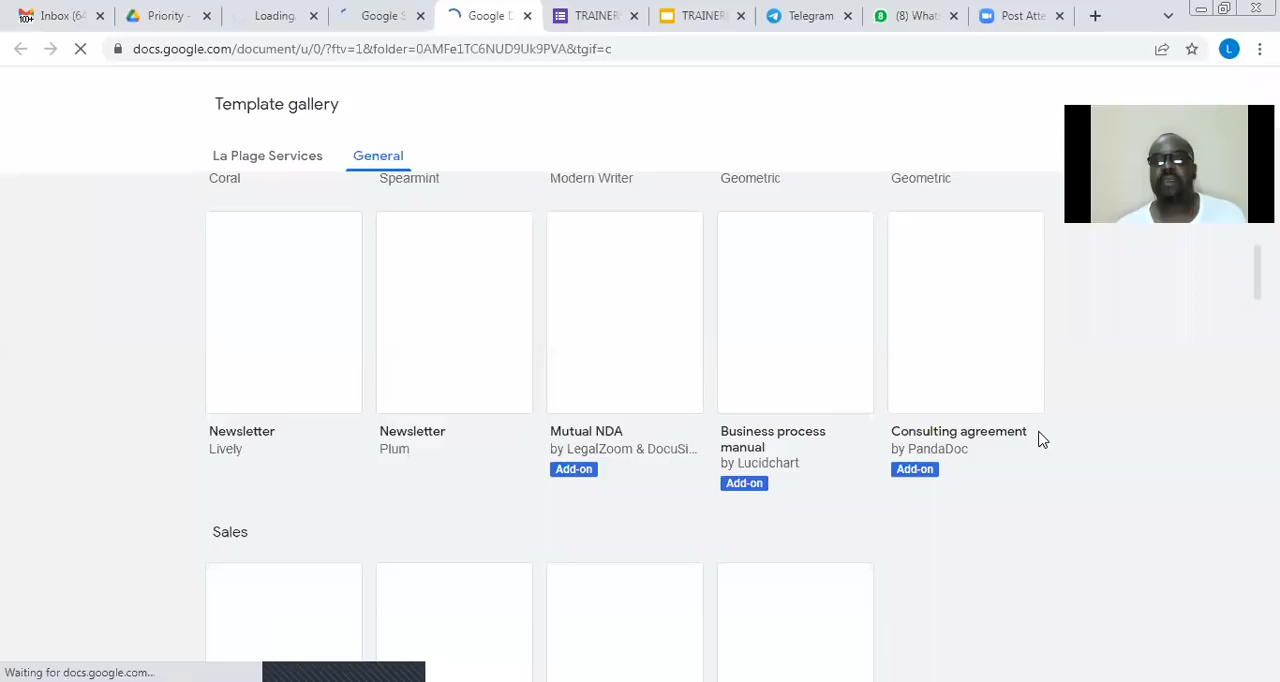 Inbox (64
Priority -
Loading.
Google S
Google D
TRAINER
TRAINER
Telegram
(8) What
Post Atte
docs.google.com/document/u/0/?ftv=1&folder=0AMFe1TC6NUD9Uk9PVA&tgif=c
L
Template gallery
La Plage Services
General
Coral
Spearmint
Modern Writer
Geometric
Geometric
Newsletter
Lively
Newsletter
Plum
Mutual NDA
by LegalZoom & DocuSi...
Add-on
Business process
manual
by Lucidchart
Add-on
Consulting agreement
by PandaDoc
Add-on
Sales
Waiting for docs.google.com...